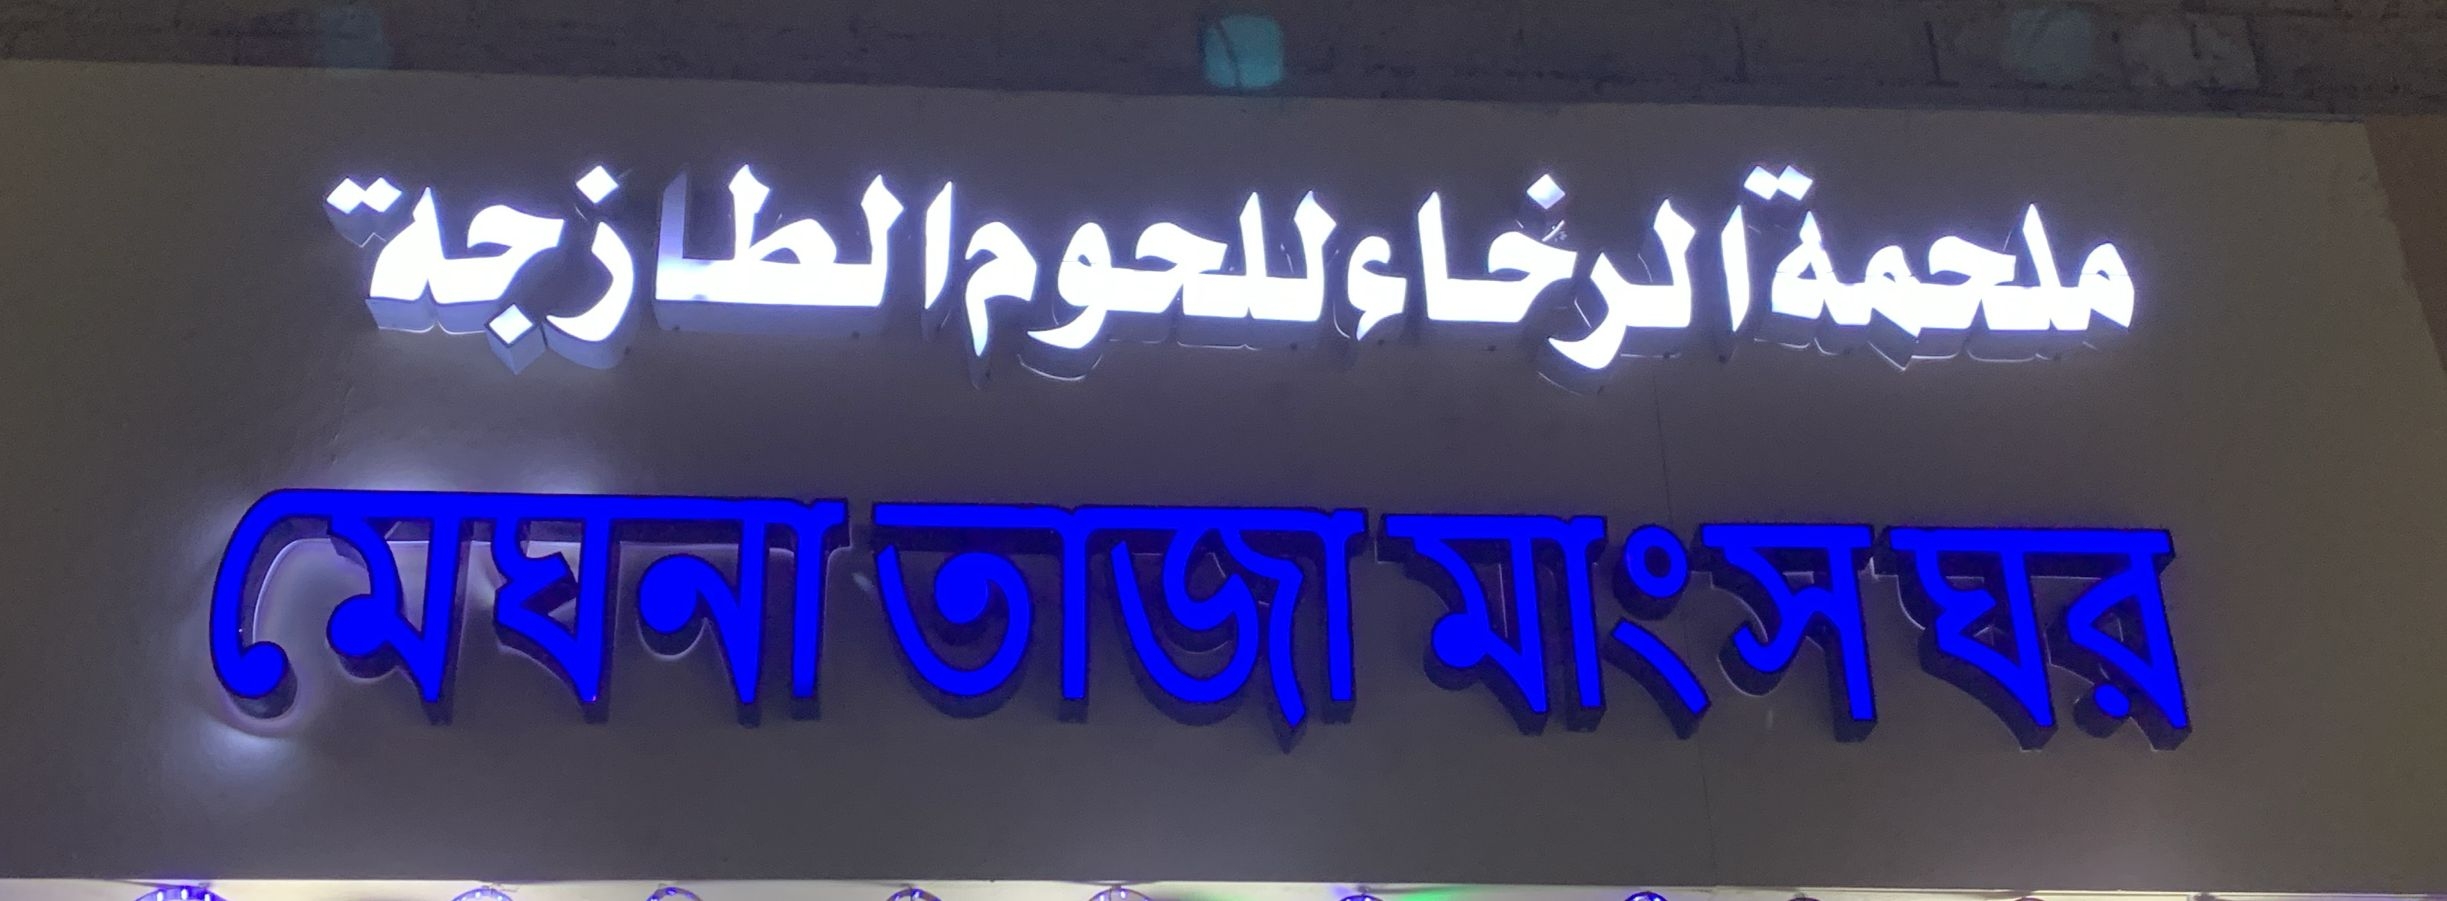 ملحمة الرخاء للحوم الطازجة
মেঘনা তাজা মাংস ঘর